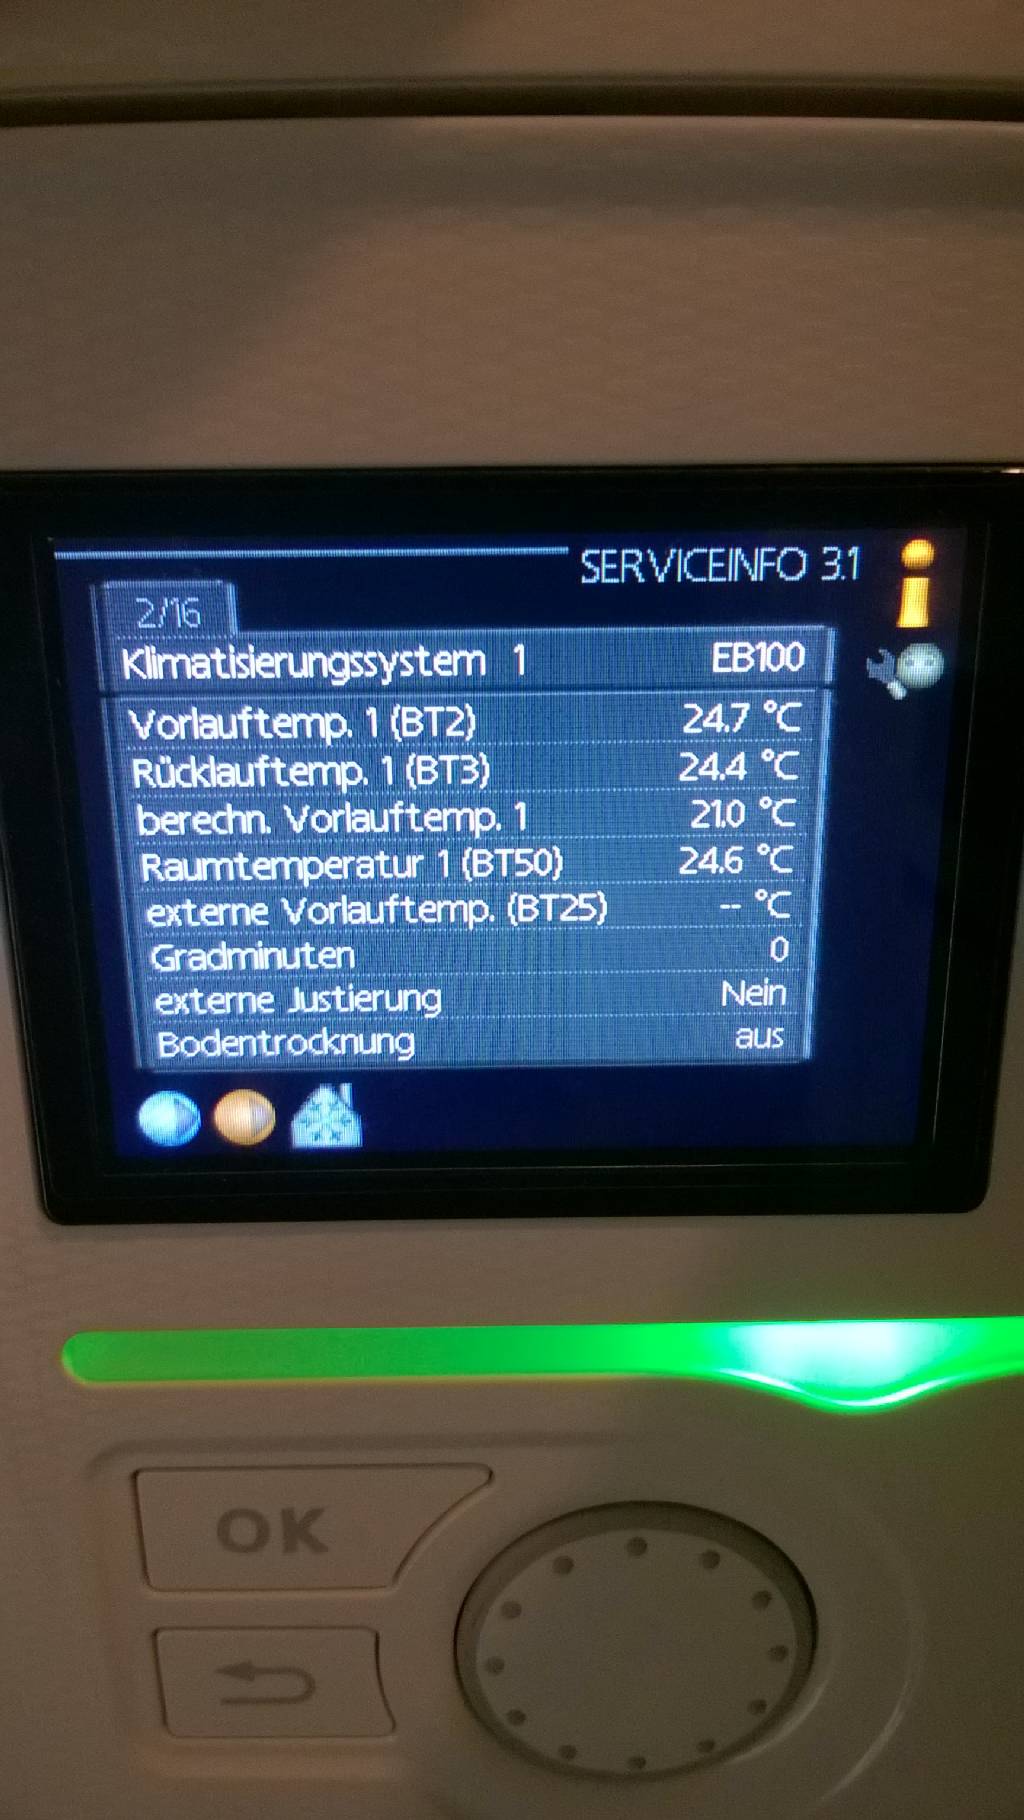 SERVICEINFO 3.1
2/16
Klimatisierungssystem 1 EB100
Vorlauftemp. 1 (BT2) 24.7 °C
Rücklauftemp. 1 (BT3) 24.4 °C
berechn. Vorlauftemp. 1 21.0 °C
Raumtemperatur 1 (BT50) 24.6 °C
externe Vorlauftemp. (BT25) -- °C
Gradminuten 0
externe Justierung Nein
Bodentrocknung aus
OK